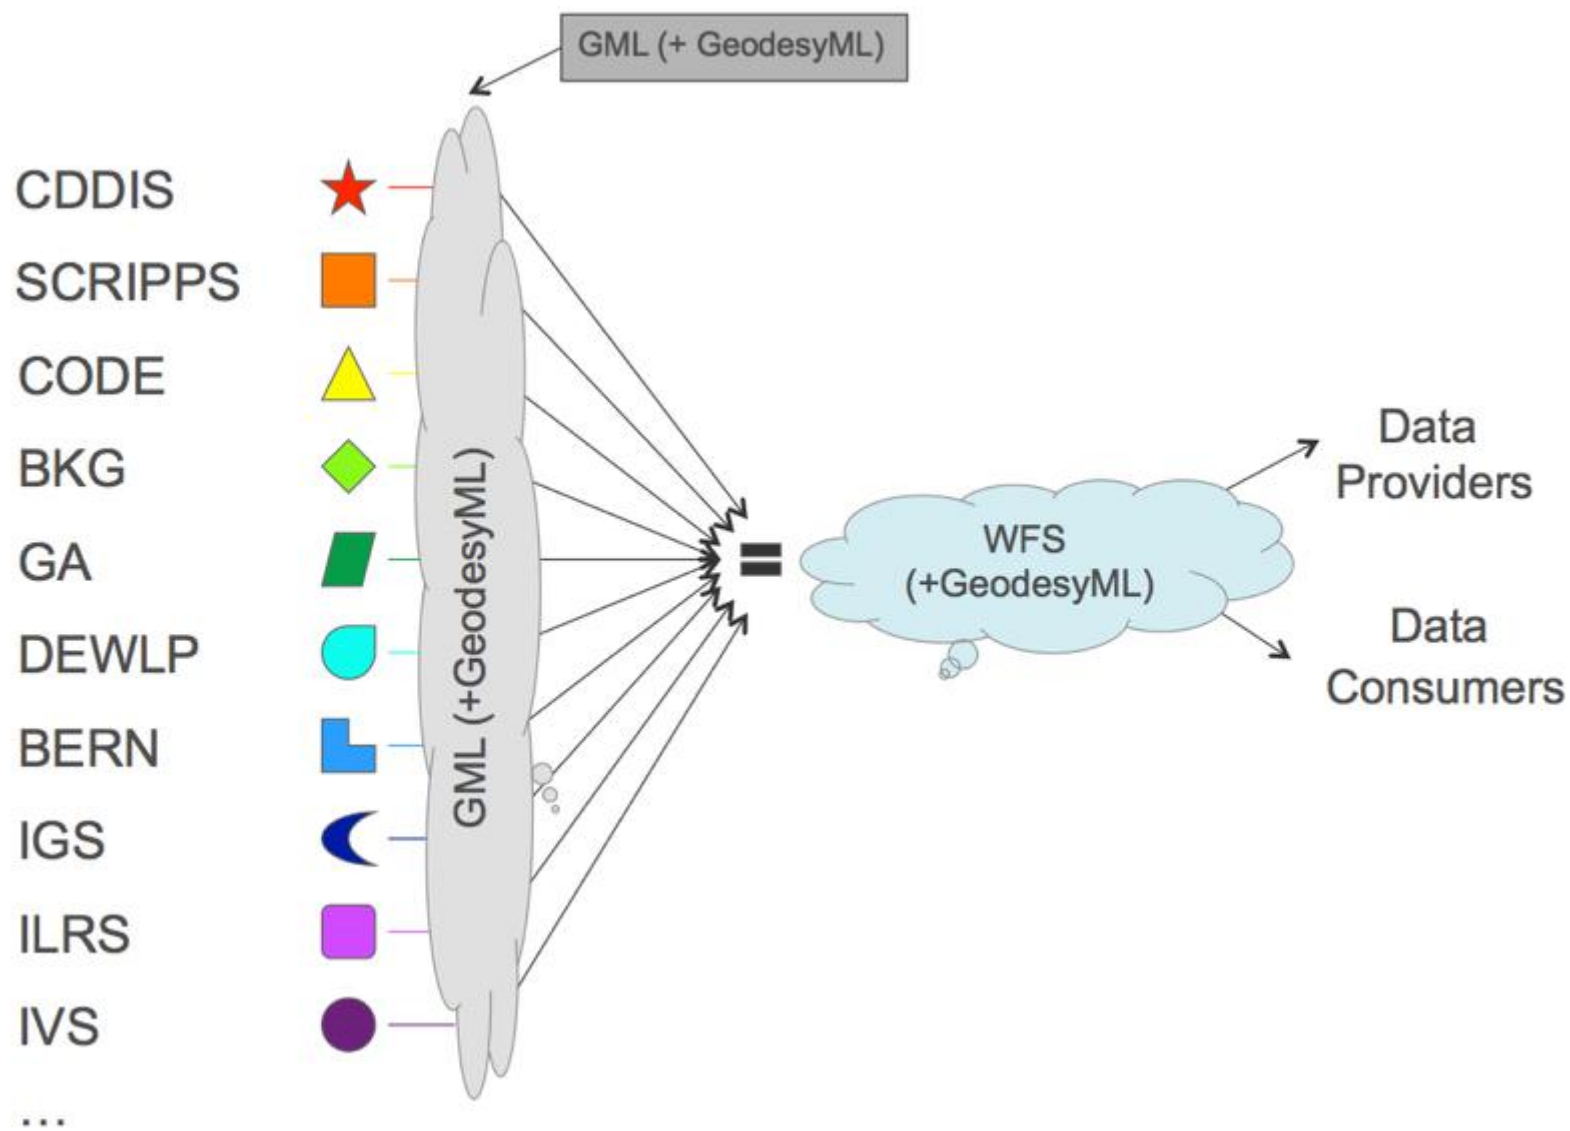 GML (+ GeodesyML)
CDDIS
SCRIPPS
CODE
BKG
GA
DEWLP
BERN
IGS
ILRS
IVS
...
GML (+GeodesyML)
WFS
(+GeodesyML)
Data
Providers
Data
Consumers